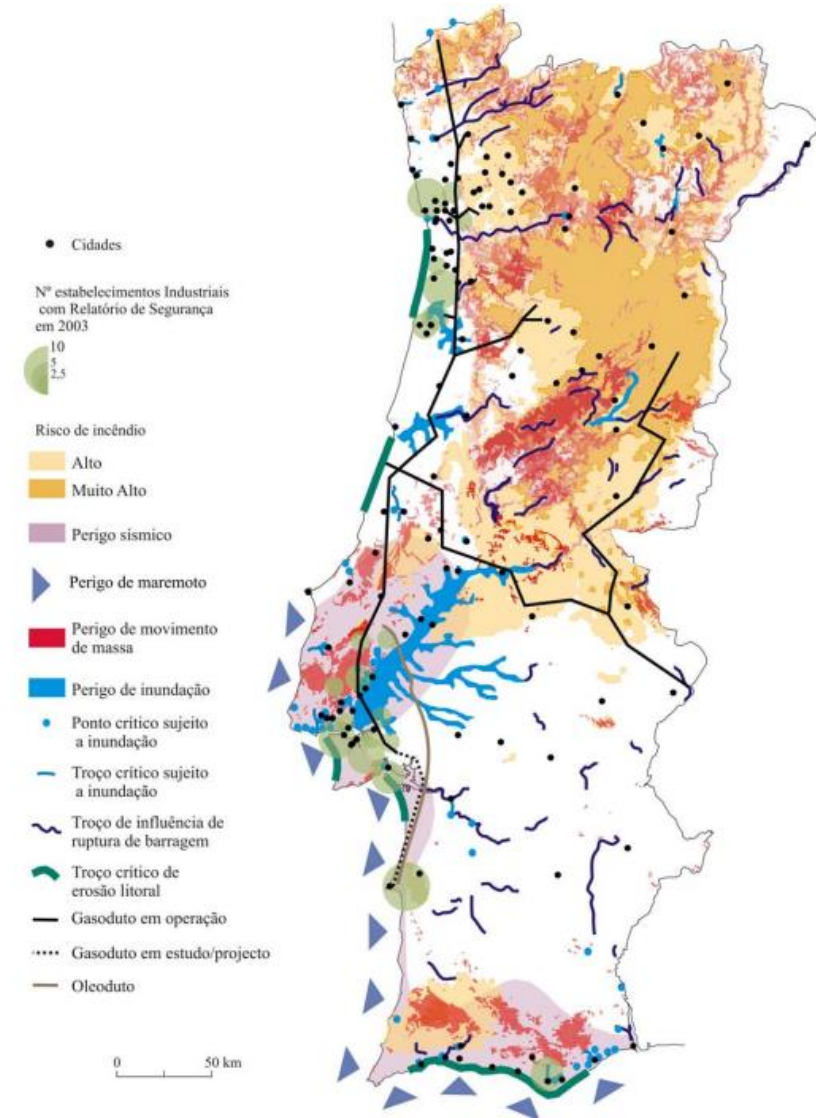 Cidades
Nº estabelecimentos Industriais
com Relatório de Segurança
em 2003
10
5
2,5
Risco de incêndio
Alto
Muito Alto
Perigo sísmico
Perigo de maremoto
Perigo de movimento
de massa
Perigo de inundação
Ponto crítico sujeito
a inundação
Troço crítico sujeito
a inundação
Troço de influência de
ruptura de barragem
Troço crítico de
erosão litoral
Gasoduto em operação
Gasoduto em estudo/projecto
Oleoduto
0 50 km